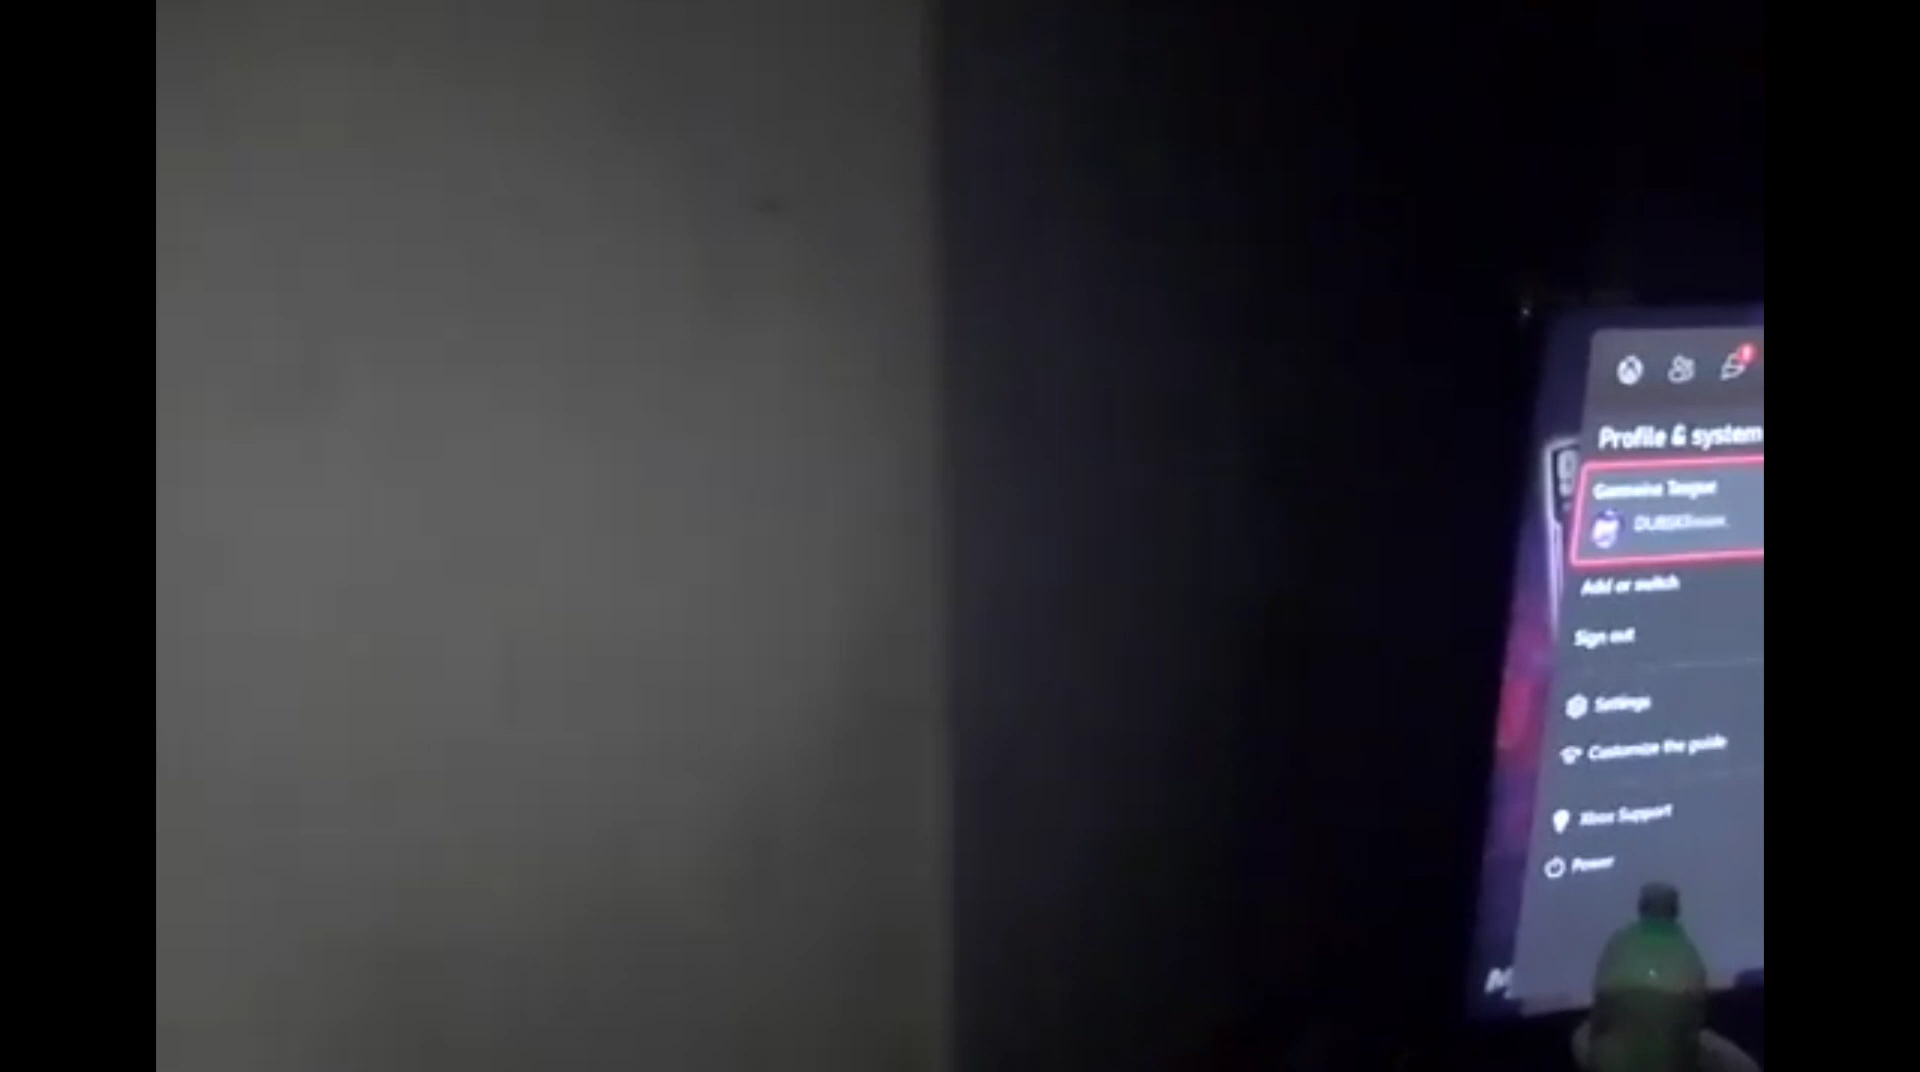 Profile & system
Add or switch
Sign out
Settings
Customize the guide
Xbox Support
Power